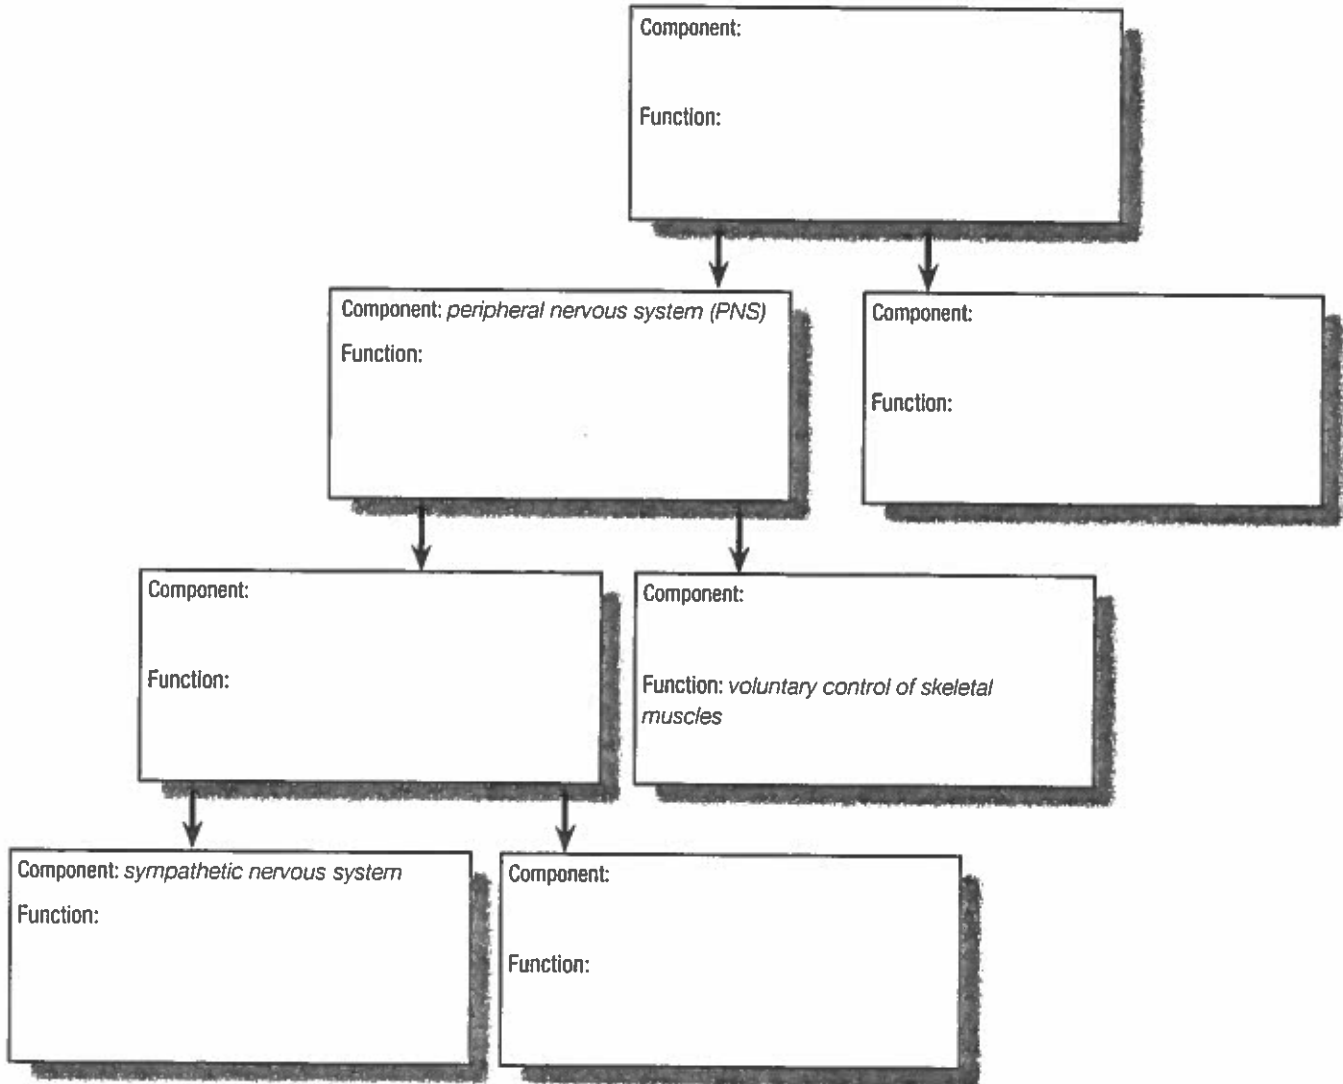 Component:
Function:
Component: peripheral nervous system (PNS)
Function:
Component:
Function:
Component:
Function:
Component:
Function: voluntary control of skeletal
muscles
Component: sympathetic nervous system
Function:
Component:
Function: